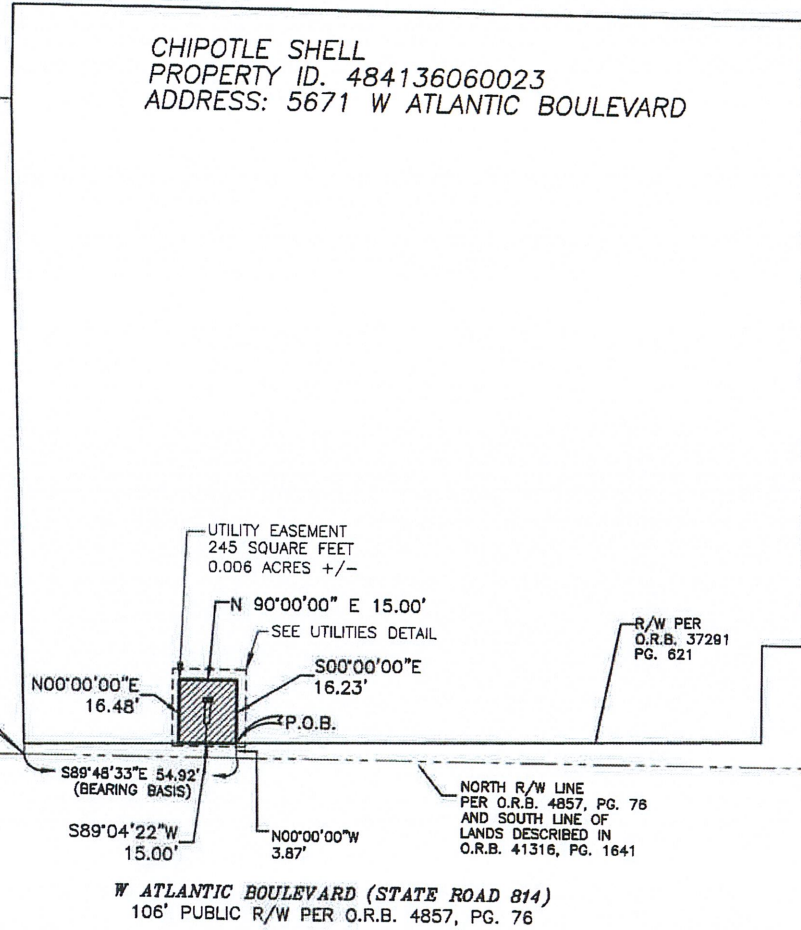 CHIPOTLE SHELL
PROPERTY ID. 484136060023
ADDRESS: 5671 W ATLANTIC BOULEVARD
UTILITY EASEMENT
245 SQUARE FEET
0.006 ACRES +/-
N 90°00'00" E 15.00'
SEE UTILITIES DETAIL
R/W PER
O.R.B. 37291
PG. 621
N00°00'00"E
16.48'
S00°00'00"E
16.23'
P.O.B.
S89°48'33"E 54.92'
(BEARING BASIS)
S89°04'22"W
15.00'
N00°00'00"W
3.87'
NORTH R/W LINE
PER O.R.B. 4857, PG. 76
AND SOUTH LINE OF
LANDS DESCRIBED IN
O.R.B. 41316, PG. 1641
W ATLANTIC BOULEVARD (STATE ROAD 814)
106' PUBLIC R/W PER O.R.B. 4857, PG. 76